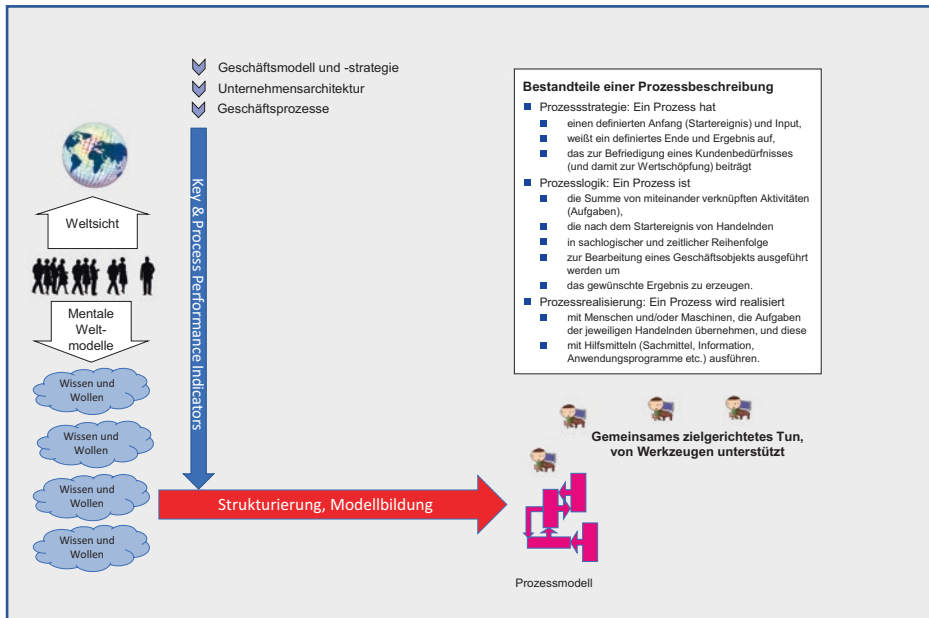 Geschäftsmodell und -strategie
Unternehmensarchitektur
Geschäftsprozesse
Weltsicht
Mentale
Welt-
modelle
Wissen und
Wollen
Wissen und
Wollen
Wissen und
Wollen
Wissen und
Wollen
Key & Process Performance Indicators
Strukturierung, Modellbildung
Bestandteile einer Prozessbeschreibung
Prozessstrategie: Ein Prozess hat
einen definierten Anfang (Startereignis) und Input,
weißt ein definiertes Ende und Ergebnis auf,
das zur Befriedigung eines Kundenbedürfnisses
(und damit zur Wertschöpfung) beiträgt
Prozesslogik: Ein Prozess ist
die Summe von miteinander verknüpften Aktivitäten
(Aufgaben),
die nach dem Startereignis von Handelnden
in sachlogischer und zeitlicher Reihenfolge
zur Bearbeitung eines Geschäftsobjekts ausgeführt
werden um
das gewünschte Ergebnis zu erzeugen.
Prozessrealisierung: Ein Prozess wird realisiert
mit Menschen und/oder Maschinen, die Aufgaben
der jeweiligen Handelnden übernehmen, und diese
mit Hilfsmitteln (Sachmittel, Information,
Anwendungsprogramme etc.) ausführen.
Gemeinsames zielgerichtetes Tun,
von Werkzeugen unterstützt
Prozessmodell